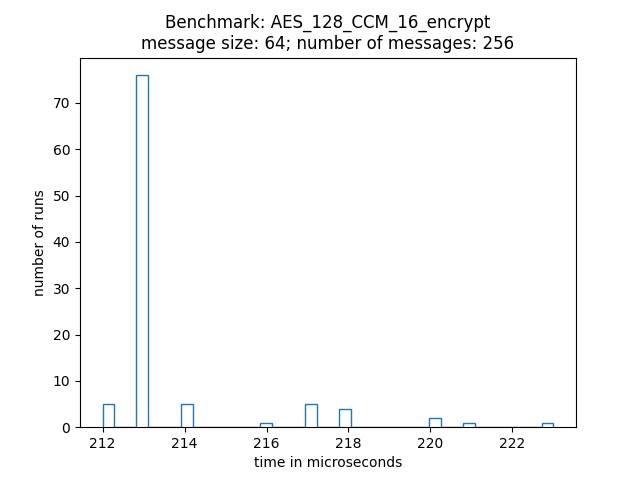 Benchmark: AES_128_CCM_16_encrypt
message size: 64; number of messages: 256
number of runs
70
60
50
40
30
20
10
0
212 214 216 218 220 222
time in microseconds